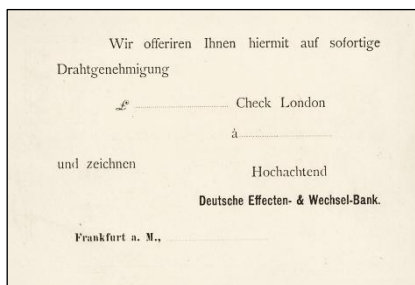 Wir offeriren Ihnen hiermit auf sofortige
Drahtgenehmigung
£ Check London
á
und zeichnen
Hochachtend
Deutsche Effecten- & Wechsel-Bank.
Frankfurt a. M.,